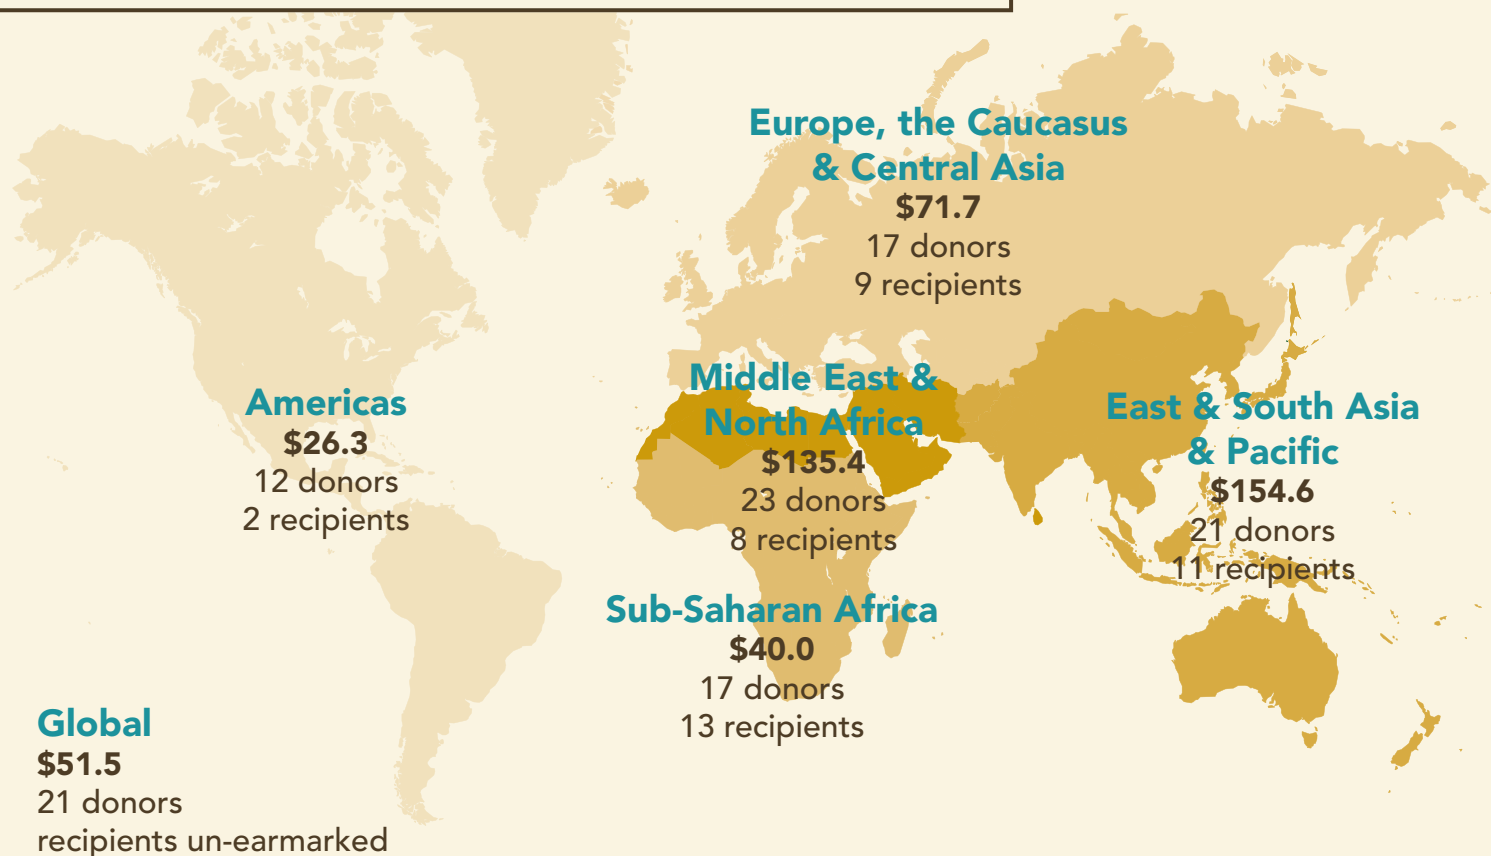 Europe, the Caucasus
& Central Asia
$71.7
17 donors
9 recipients
Middle East &
North Africa
$135.4
23 donors
8 recipients
East & South Asia
& Pacific
$154.6
21 donors
11 recipients
Americas
$26.3
12 donors
2 recipients
Sub-Saharan Africa
$40.0
17 donors
13 recipients
Global
$51.5
21 donors
recipients un-earmarked